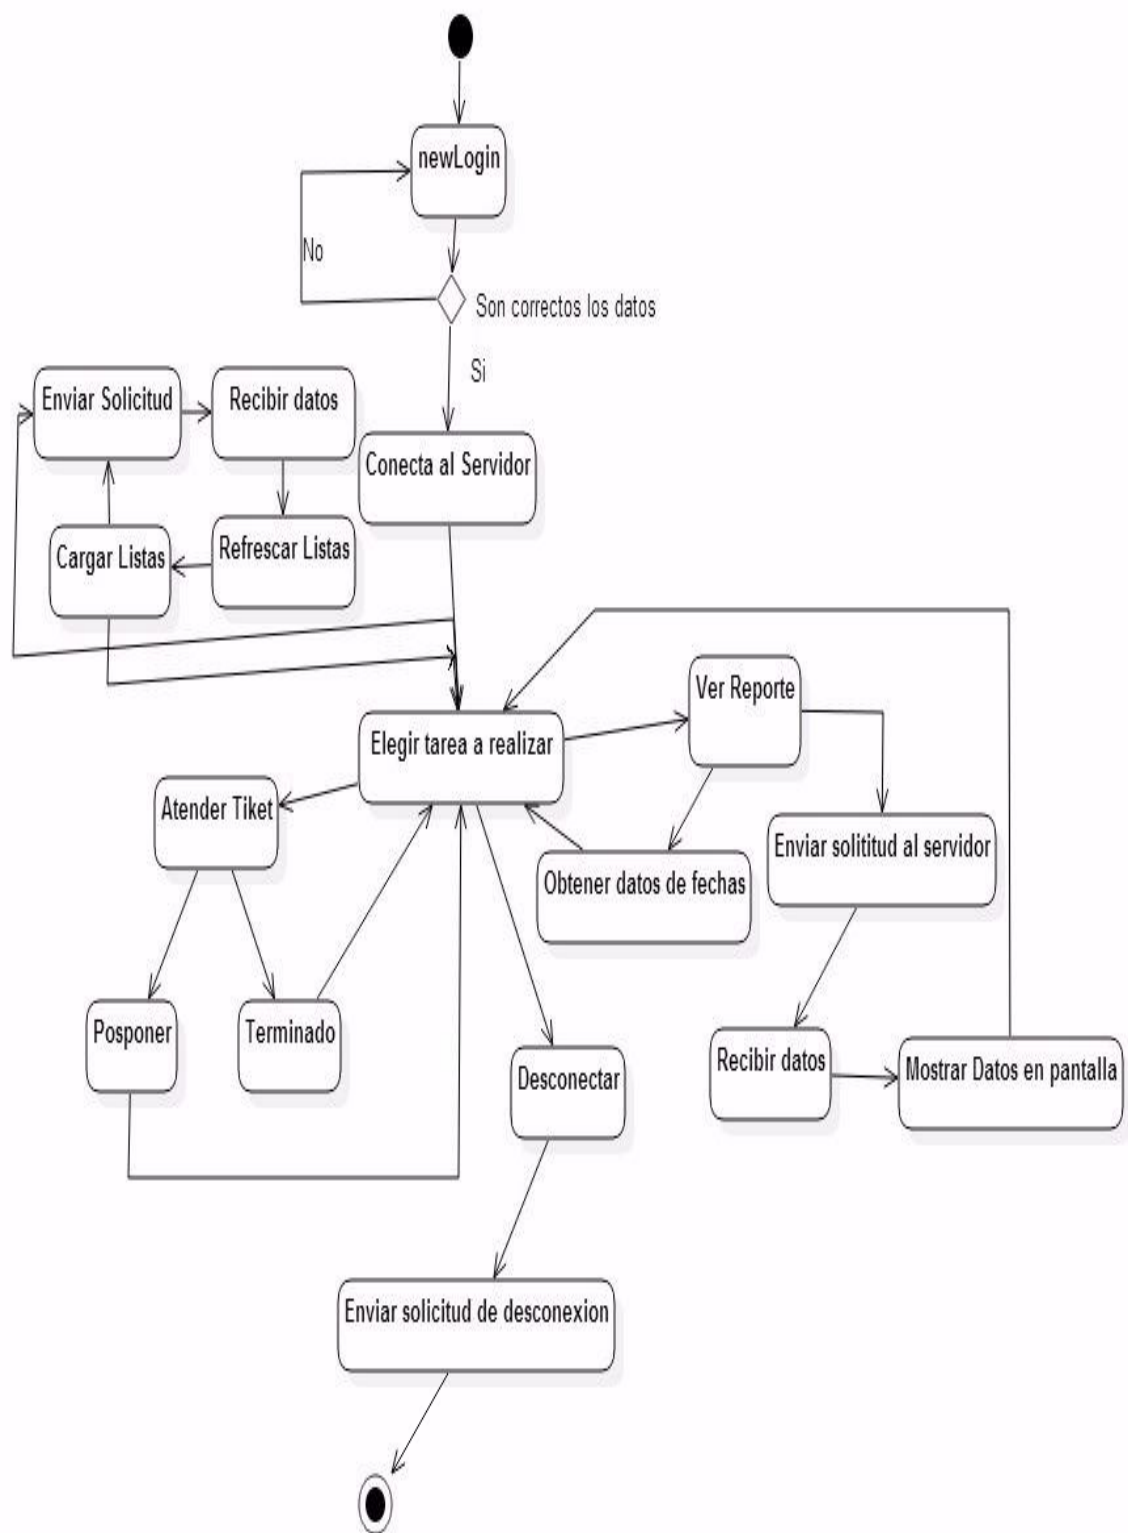 newLogin
No
Son correctos los datos
Si
Enviar Solicitud
Recibir datos
Conecta al Servidor
Cargar Listas
Refrescar Listas
Ver Reporte
Elegir tarea a realizar
Atender Tiket
Enviar solititud al servidor
Obtener datos de fechas
Posponer
Terminado
Desconectar
Recibir datos
Mostrar Datos en pantalla
Enviar solicitud de desconexion